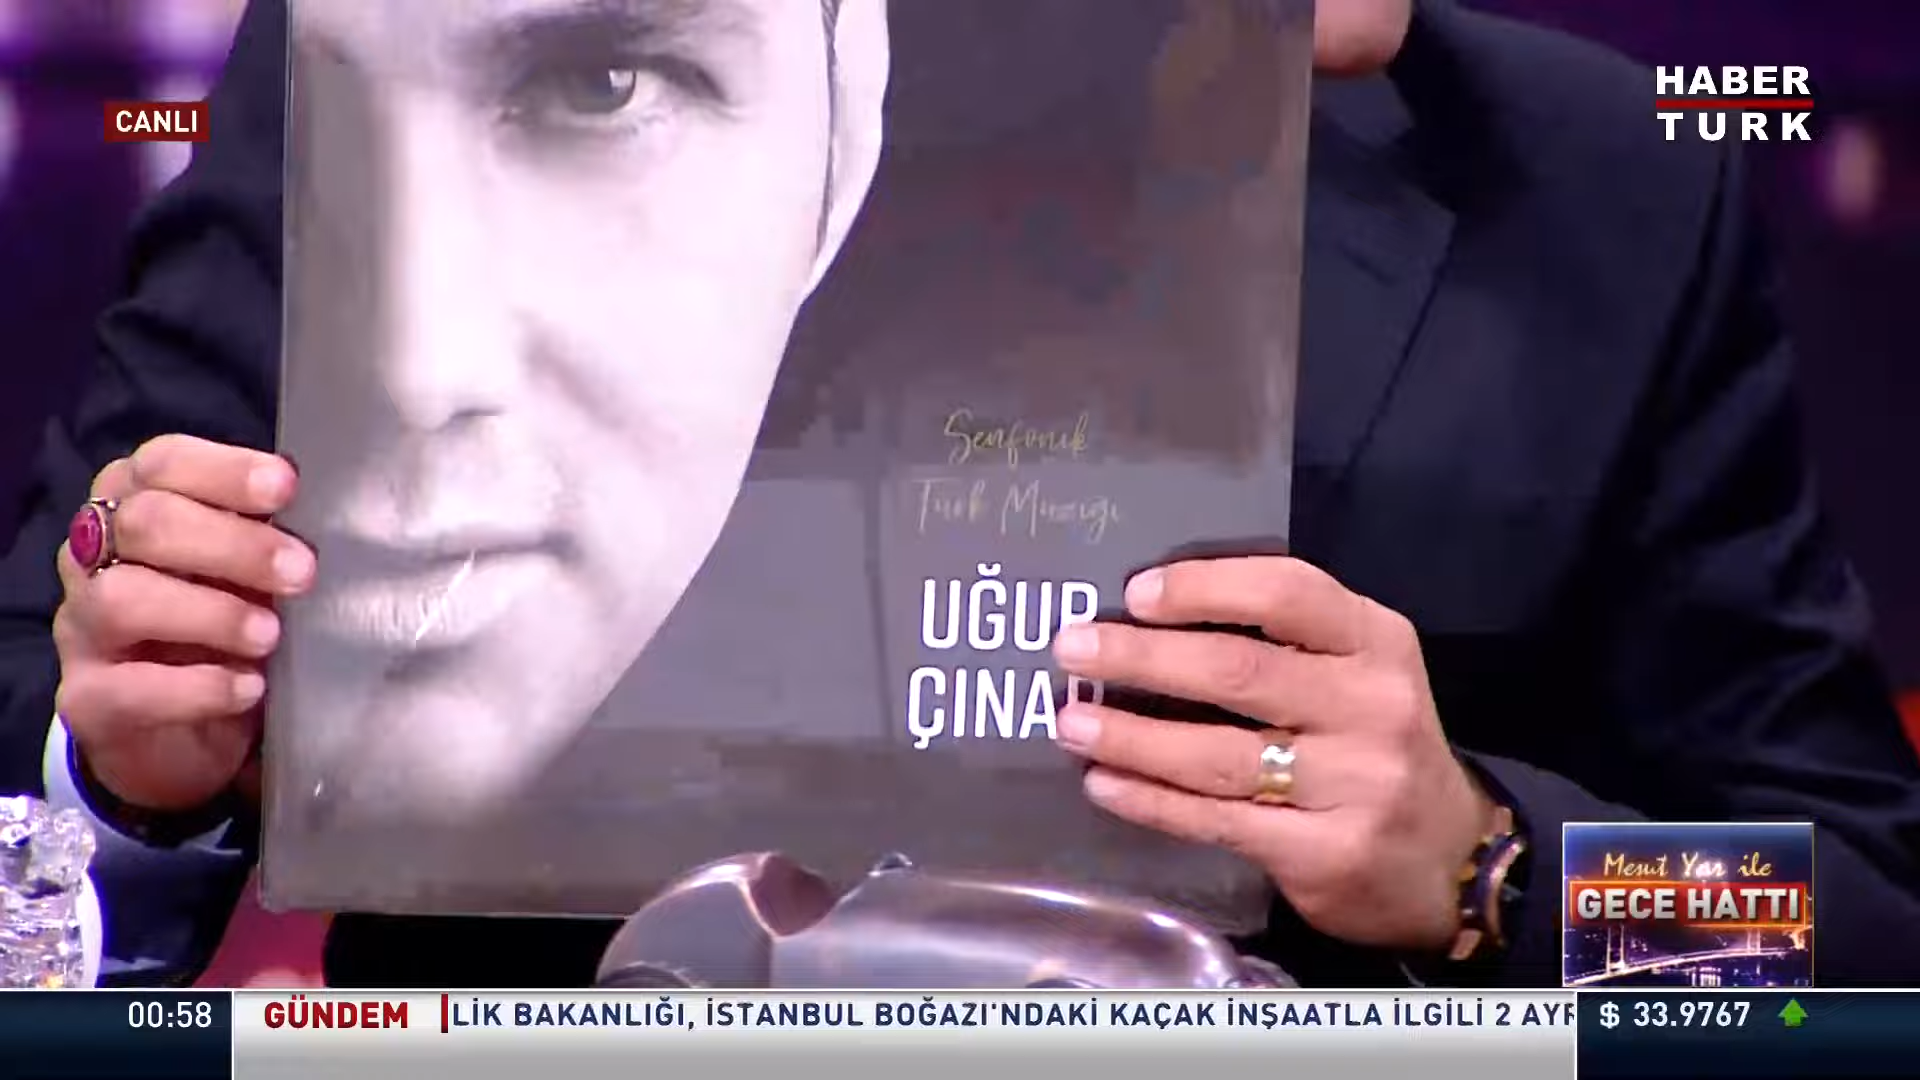 CANLI
HABER
TURK
Senfonik
Türk Müziği
UĞUR
ÇINAR
Mesut Yar ile
GECE HATTI
00:58
GÜNDEM
LİK BAKANLIĞI, İSTANBUL BOĞAZI'NDAKİ KAÇAK İNŞAATLA İLGİLİ 2 AYR
$ 33.9767